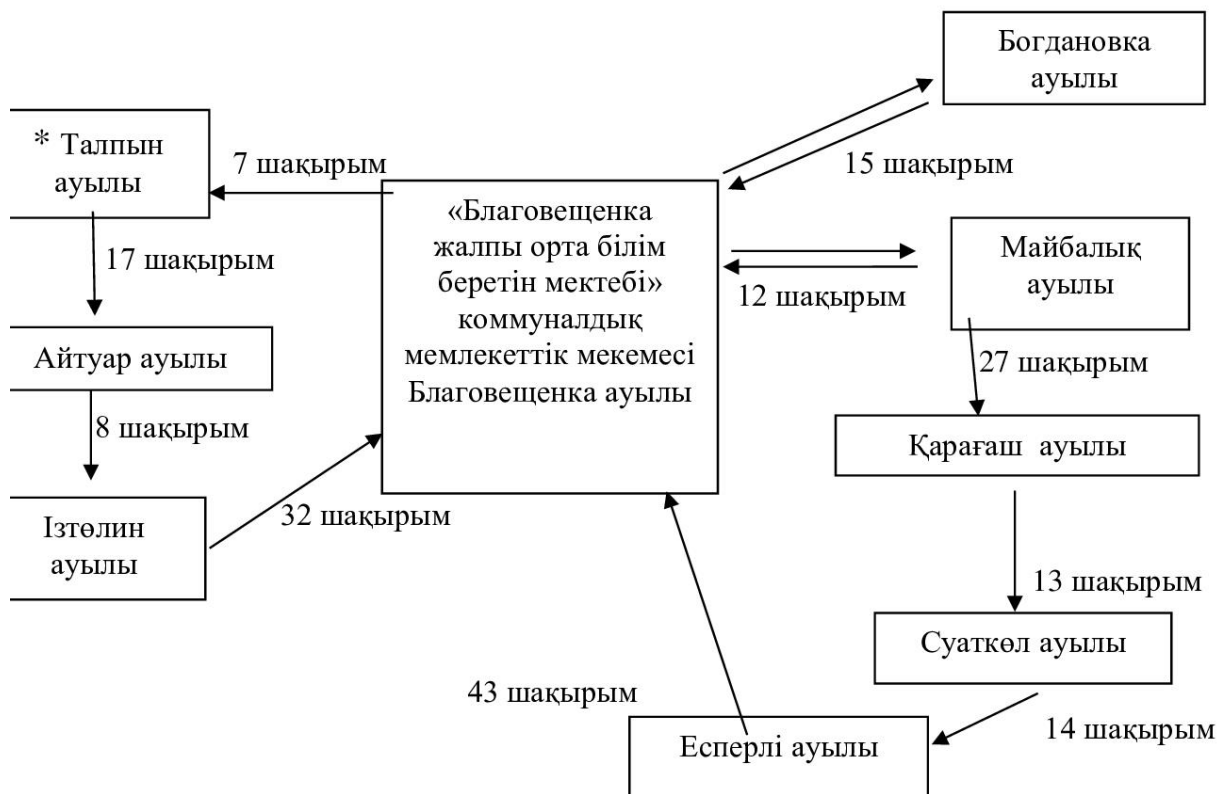 Богдановка
ауылы
* Талпын
ауылы
7 шақырым
15 шақырым
«Благовещенка
жалпы орта білім
беретін мектебі»
коммуналдық
мемлекеттік мекемесі
Благовещенка ауылы
17 шақырым
Майбалық
ауылы
12 шақырым
Айтуар ауылы
27 шақырым
8 шақырым
Қарағаш ауылы
Ізтөлин
ауылы
32 шақырым
13 шақырым
Суаткөл ауылы
43 шақырым
14 шақырым
Есперлі ауылы